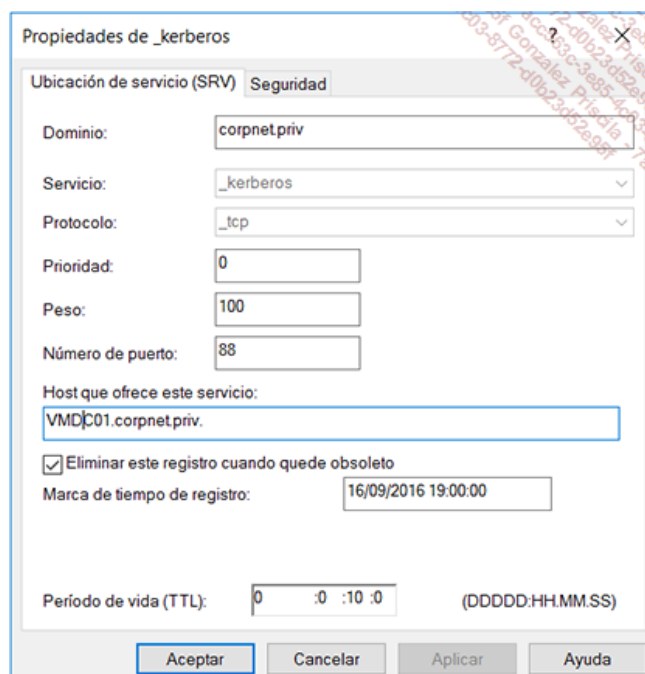 Propiedades de _kerberos ? X
Ubicación de servicio (SRV) Seguridad
Dominio: corpnet.priv
Servicio: _kerberos
Protocolo: _tcp
Prioridad: 0
Peso: 100
Número de puerto: 88
Host que ofrece este servicio:
VMDC01.corpnet.priv.
Eliminar este registro cuando quede obsoleto
Marca de tiempo de registro: 16/09/2016 19:00:00
Período de vida (TTL): 0 :0 :10 :0 (DDDDD:HH.MM.SS)
Aceptar Cancelar Aplicar Ayuda